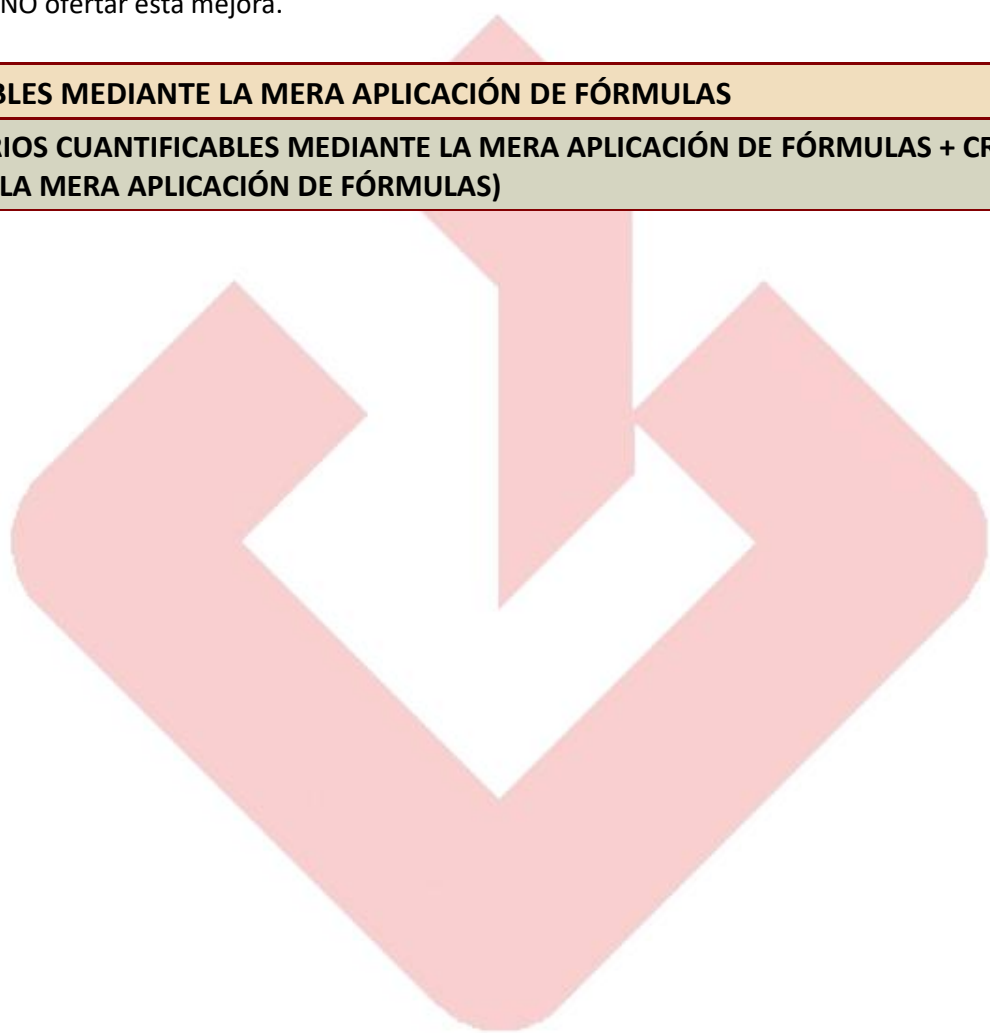 NO ofertar esta mejora.
BLES MEDIANTE LA MERA APLICACIÓN DE FÓRMULAS
RIOS CUANTIFICABLES MEDIANTE LA MERA APLICACIÓN DE FÓRMULAS + CR
LA MERA APLICACIÓN DE FÓRMULAS)